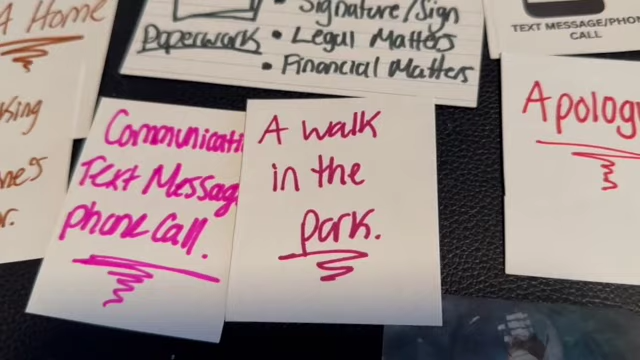 A Home
Signature/Sign
Paperwork • Legal Matters
• Financial Matters
TEXT MESSAGE/PHO
CALL
Communicati
Text Messag
phone Call.
A walk
in the
park.
Apolog